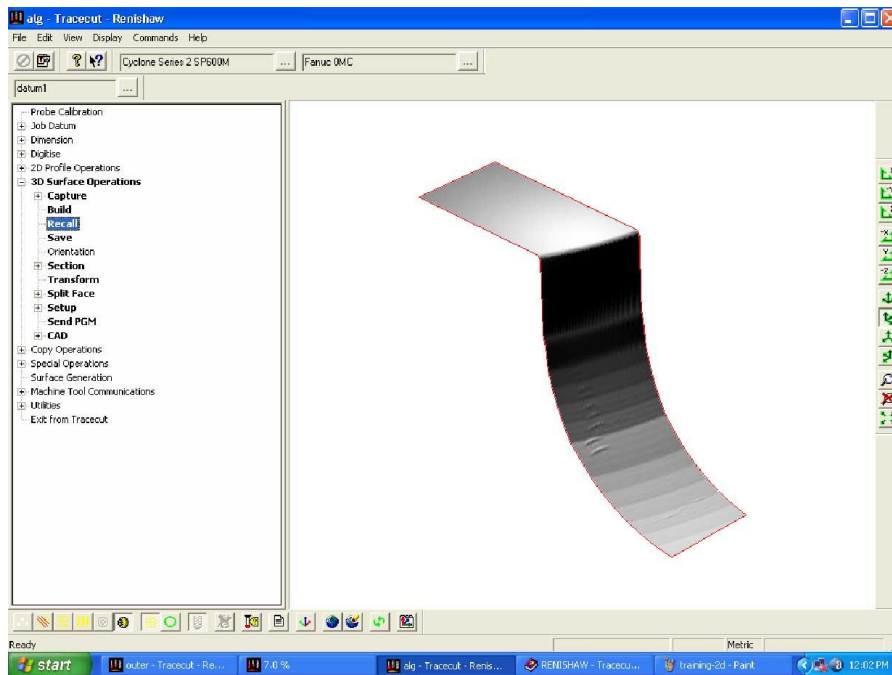 alg - Tracecut - Renishaw
File Edit View Display Commands Help
Cyclone Series 2 SP600M ... Fanuc 0MC ...
datum1 ...
Probe Calibration
Job Datum
Dimension
Digitise
2D Profile Operations
3D Surface Operations
Capture
Build
Recall
Save
Orientation
Section
Transform
Split Face
Setup
Send PGM
CAD
Copy Operations
Special Operations
Surface Generation
Machine Tool Communications
Utilities
Exit from Tracecut
Ready Metric
start outer - Tracecut - Re... 7.0 % alg - Tracecut - Renis... RENISHAW - Tracecu... training-2d - Paint 12:02 PM